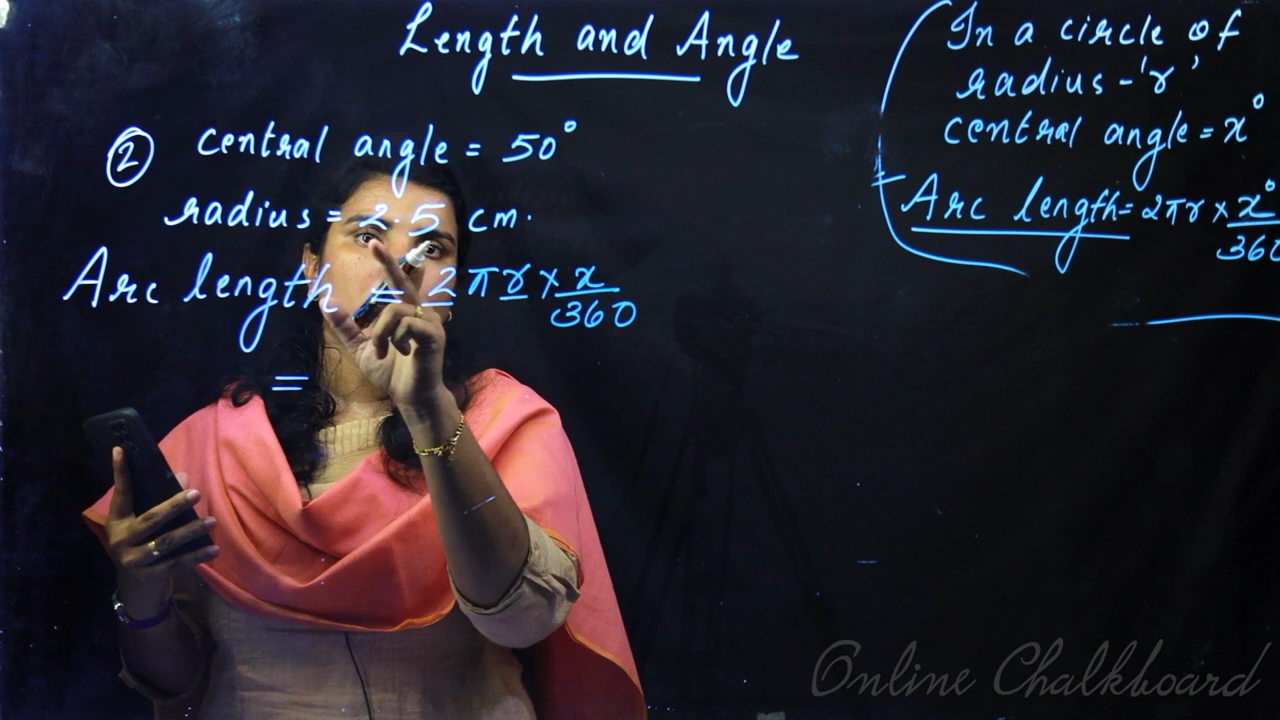 Length and Angle
② central angle = 50°
radius = 2.5 cm.
Arc length = 2πr × x/360
=
In a circle of
radius - 'r'
central angle = x°
Arc length = 2πr × x°/360
Online Chalkboard